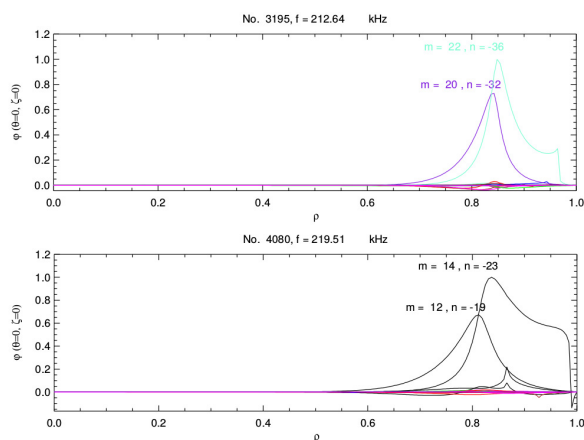 No. 3195, f = 212.64 kHz
1.2
1.0
0.8
0.6
0.4
0.2
0.0
φ (θ=0, ζ=0)
m = 22 , n = -36
m = 20 , n = -32
0.0 0.2 0.4 0.6 0.8 1.0
ρ
No. 4080, f = 219.51 kHz
1.2
1.0
0.8
0.6
0.4
0.2
0.0
φ (θ=0, ζ=0)
m = 14 , n = -23
m = 12 , n = -19
0.0 0.2 0.4 0.6 0.8 1.0
ρ